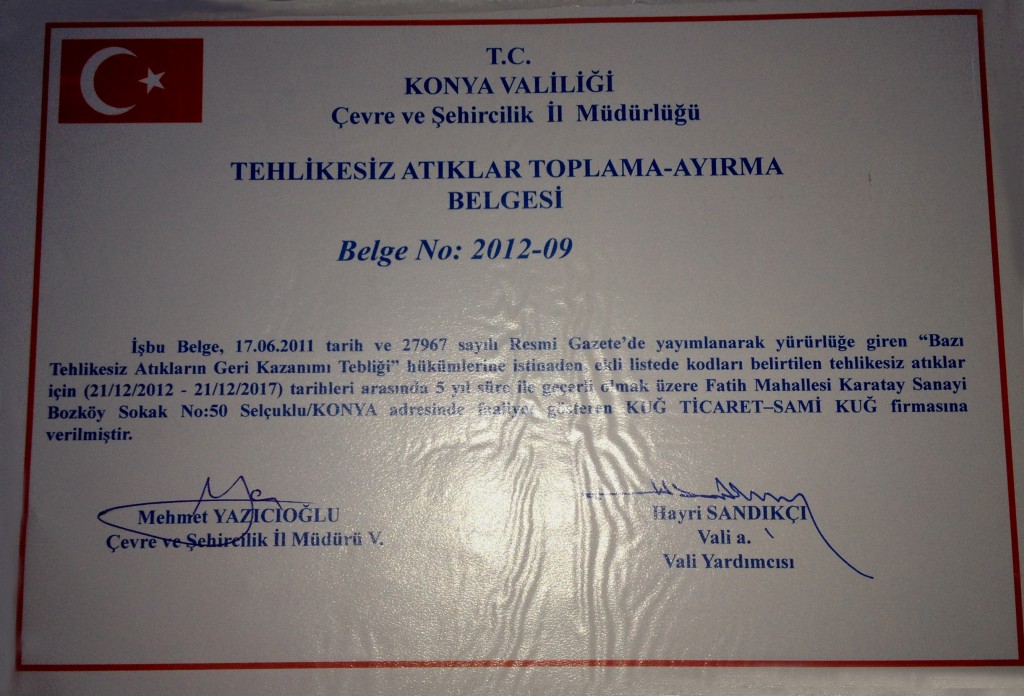 T.C.
KONYA VALİLİĞİ
Çevre ve Şehircilik İl Müdürlüğü
TEHLİKESİZ ATIKLAR TOPLAMA-AYIRMA
BELGESİ
Belge No: 2012-09
İşbu Belge, 17.06.2011 tarih ve 27967 sayılı Resmi Gazete'de yayımlanarak yürürlüğe giren “Bazı
Tehlikesiz Atıkların Geri Kazanımı Tebliği” hükümlerine istinaden, ekli listede kodları belirtilen tehlikesiz atıklar
için (21/12/2012 - 21/12/2017) tarihleri arasında 5 yıl süre ile geçerli olmak üzere Fatih Mahallesi Karatay Sanayi
Bozköy Sokak No:50 Selçuklu/KONYA adresinde faaliyet gösteren KUĞ TİCARET–SAMİ KUĞ firmasına
verilmiştir.
Mehmet YAZICIOĞLU
Çevre ve Şehircilik İl Müdürü V.
Hayri SANDIKÇI
Vali a.
Vali Yardımcısı